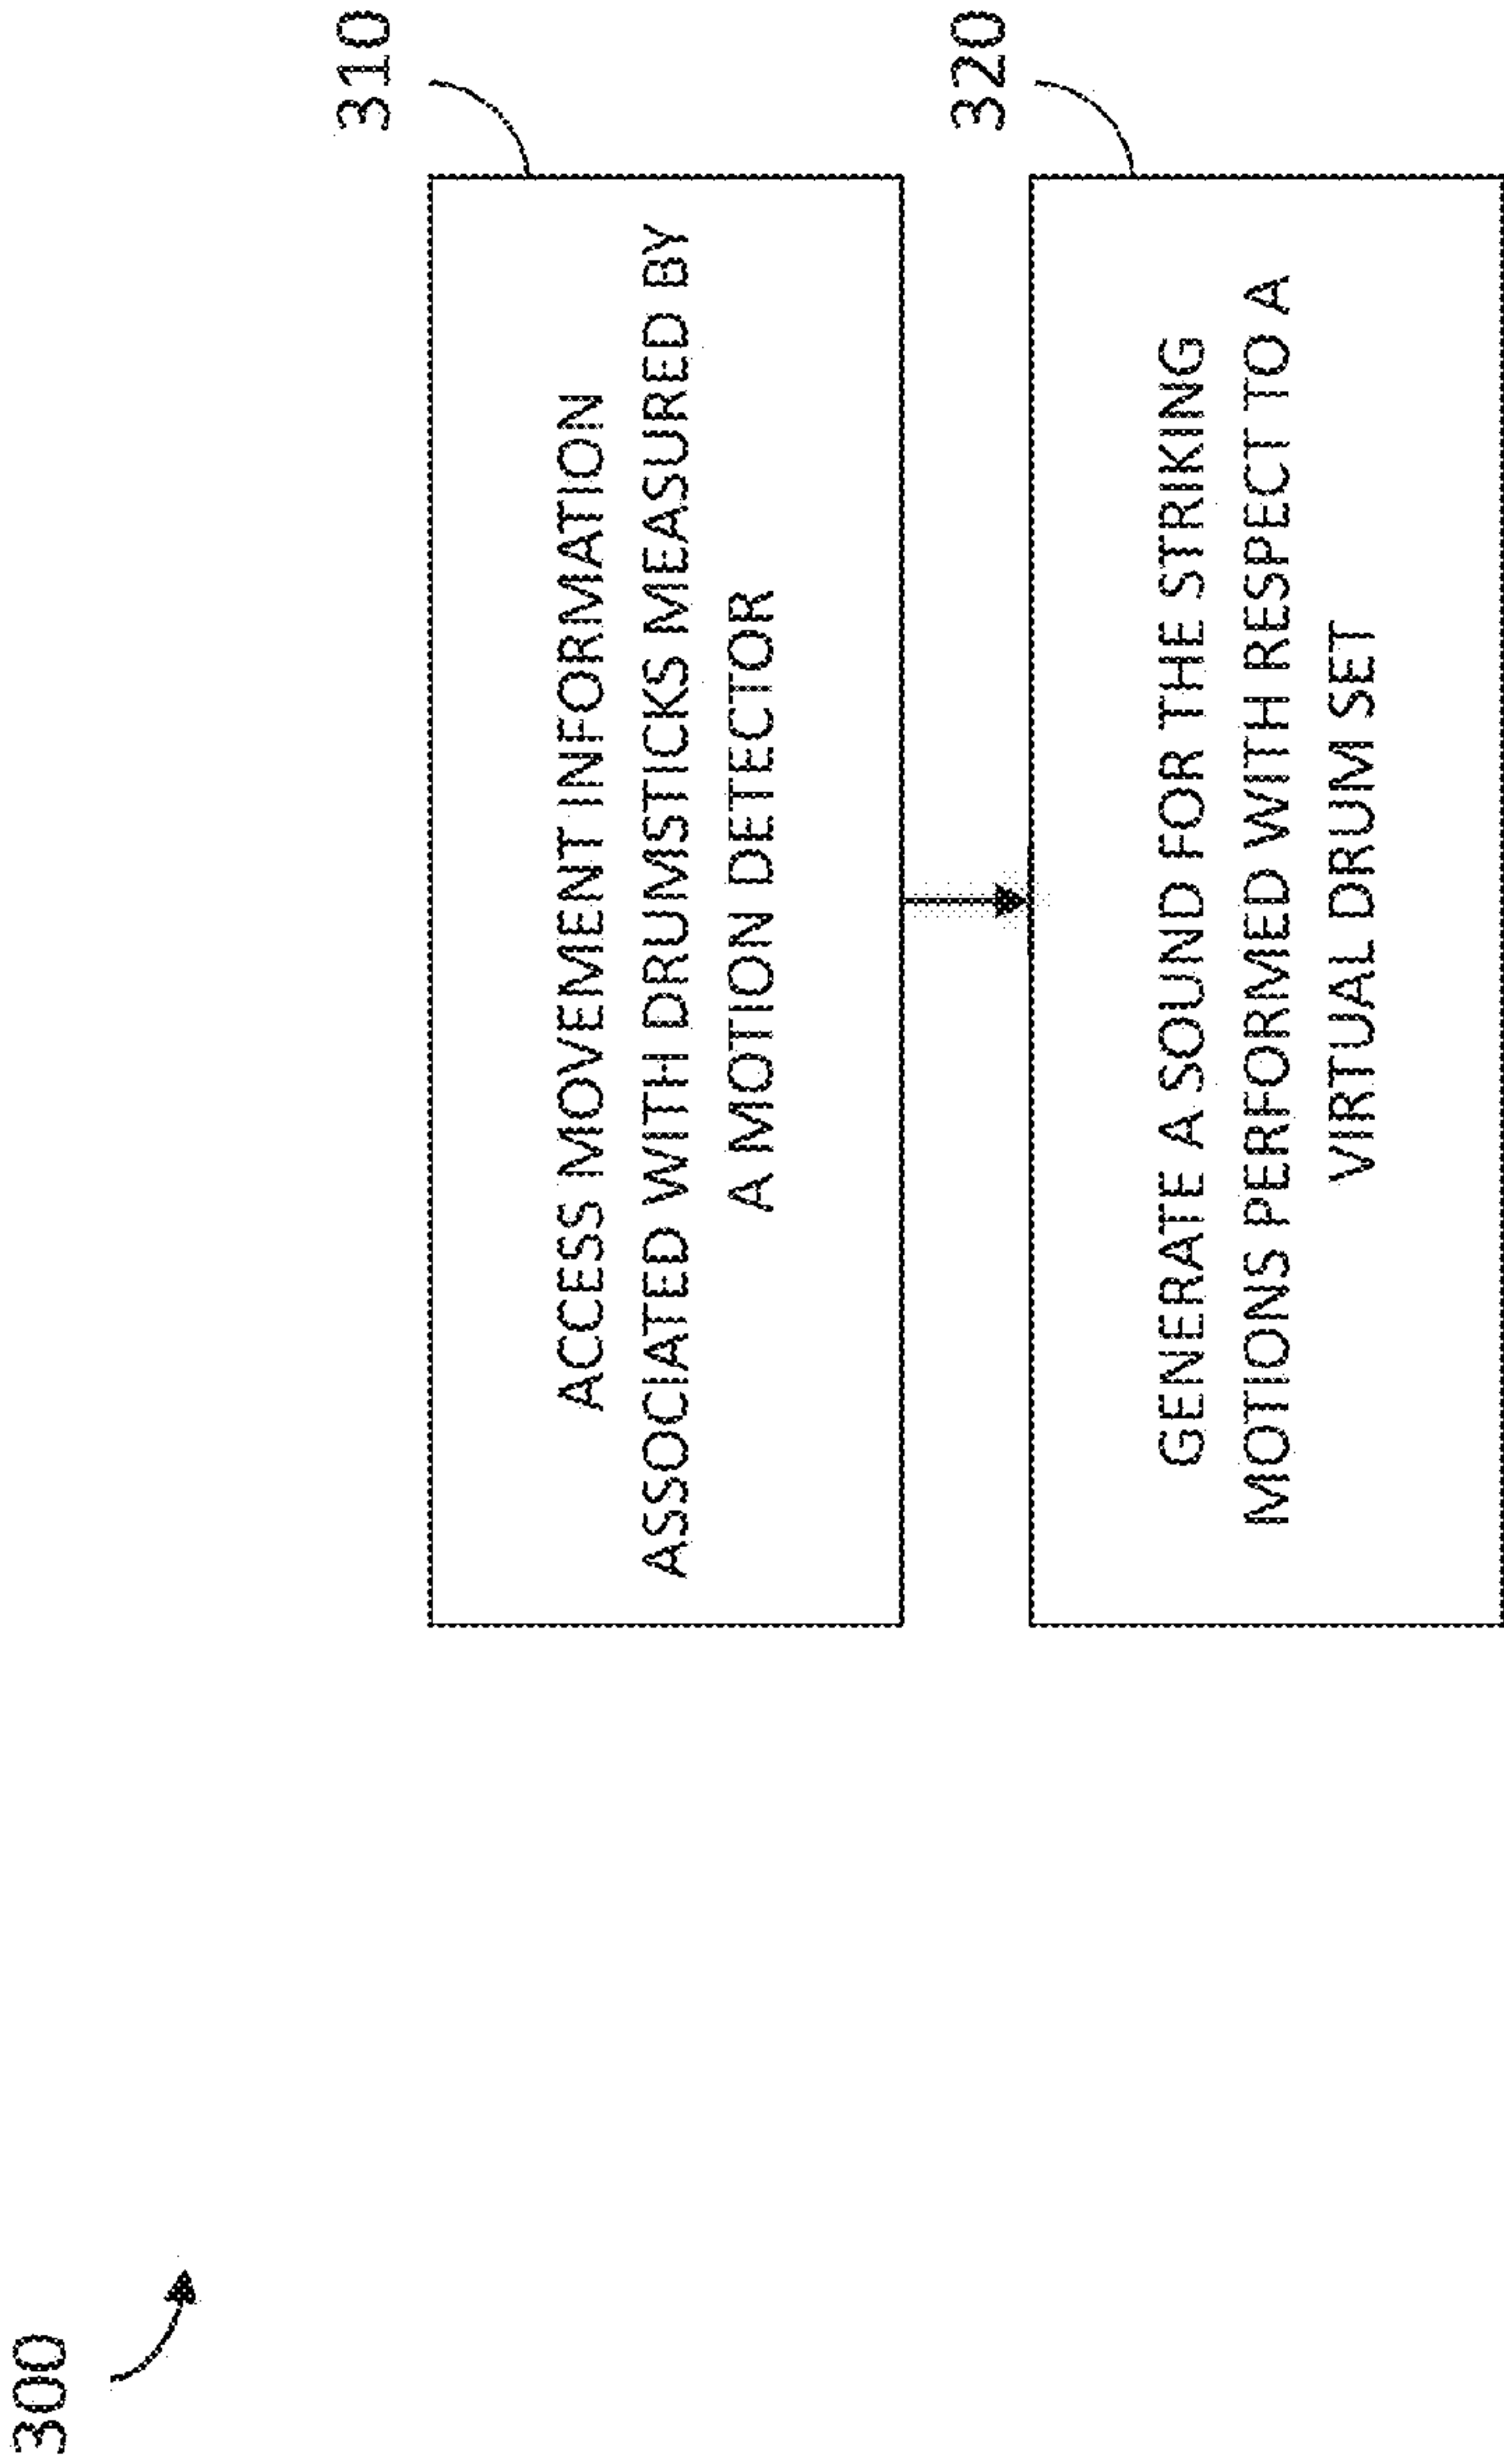 300
310
ACCESS MOVEMENT INFORMATION
ASSOCIATED WITH DRUMSTICKS MEASURED BY
A MOTION DETECTOR
320
GENERATE A SOUND FOR THE STRIKING
MOTIONS PERFORMED WITH RESPECT TO A
VIRTUAL DRUM SET